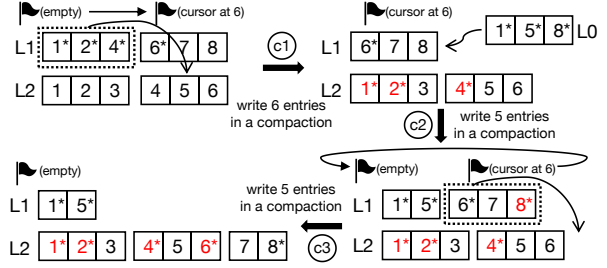 (empty) (cursor at 6)
L1 1* 2* 4* 6* 7 8
L2 1 2 3 4 5 6
c1
write 6 entries
in a compaction
(cursor at 6)
1* 5* 8* L0
L1 6* 7 8
L2 1* 2* 3 4* 5 6
c2
write 5 entries
in a compaction
(empty) (cursor at 6)
L1 1* 5* 6* 7 8*
L2 1* 2* 3 4* 5 6
write 5 entries
in a compaction
c3
(empty)
L1 1* 5*
L2 1* 2* 3 4* 5 6* 7 8*